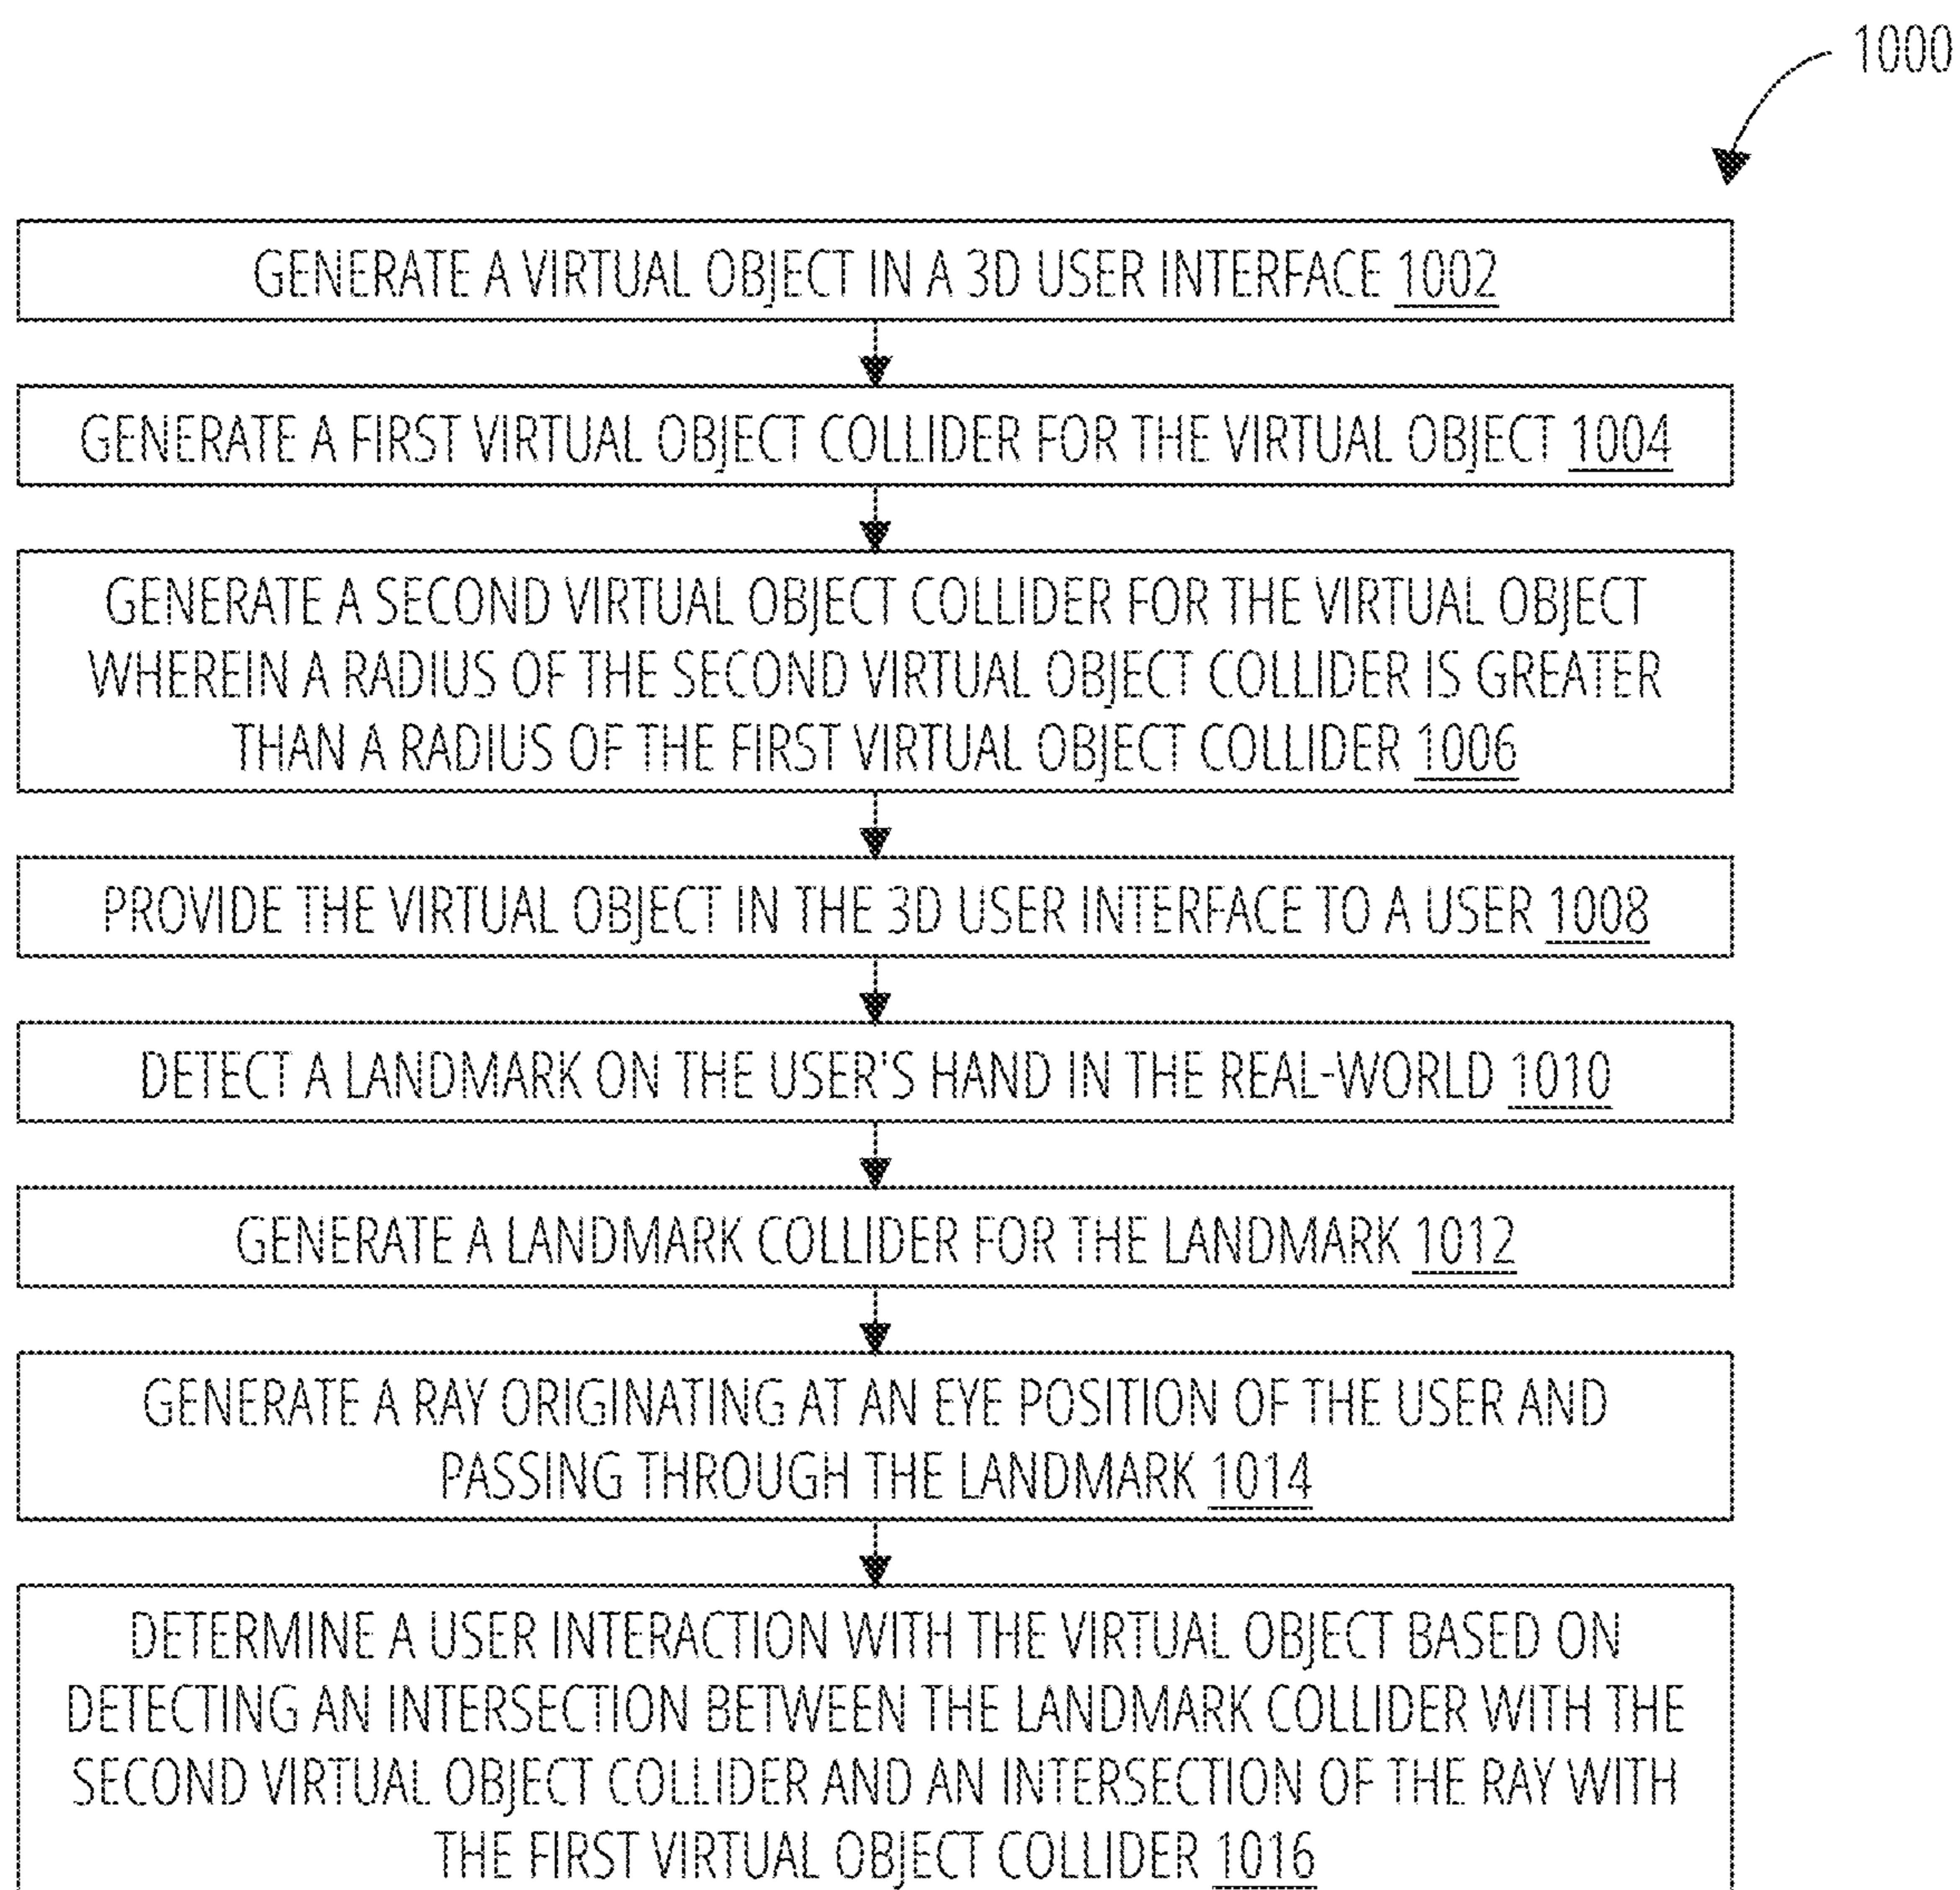 1000
GENERATE A VIRTUAL OBJECT IN A 3D USER INTERFACE 1002
GENERATE A FIRST VIRTUAL OBJECT COLLIDER FOR THE VIRTUAL OBJECT 1004
GENERATE A SECOND VIRTUAL OBJECT COLLIDER FOR THE VIRTUAL OBJECT
WHEREIN A RADIUS OF THE SECOND VIRTUAL OBJECT COLLIDER IS GREATER
THAN A RADIUS OF THE FIRST VIRTUAL OBJECT COLLIDER 1006
PROVIDE THE VIRTUAL OBJECT IN THE 3D USER INTERFACE TO A USER 1008
DETECT A LANDMARK ON THE USER'S HAND IN THE REAL-WORLD 1010
GENERATE A LANDMARK COLLIDER FOR THE LANDMARK 1012
GENERATE A RAY ORIGINATING AT AN EYE POSITION OF THE USER AND
PASSING THROUGH THE LANDMARK 1014
DETERMINE A USER INTERACTION WITH THE VIRTUAL OBJECT BASED ON
DETECTING AN INTERSECTION BETWEEN THE LANDMARK COLLIDER WITH THE
SECOND VIRTUAL OBJECT COLLIDER AND AN INTERSECTION OF THE RAY WITH
THE FIRST VIRTUAL OBJECT COLLIDER 1016